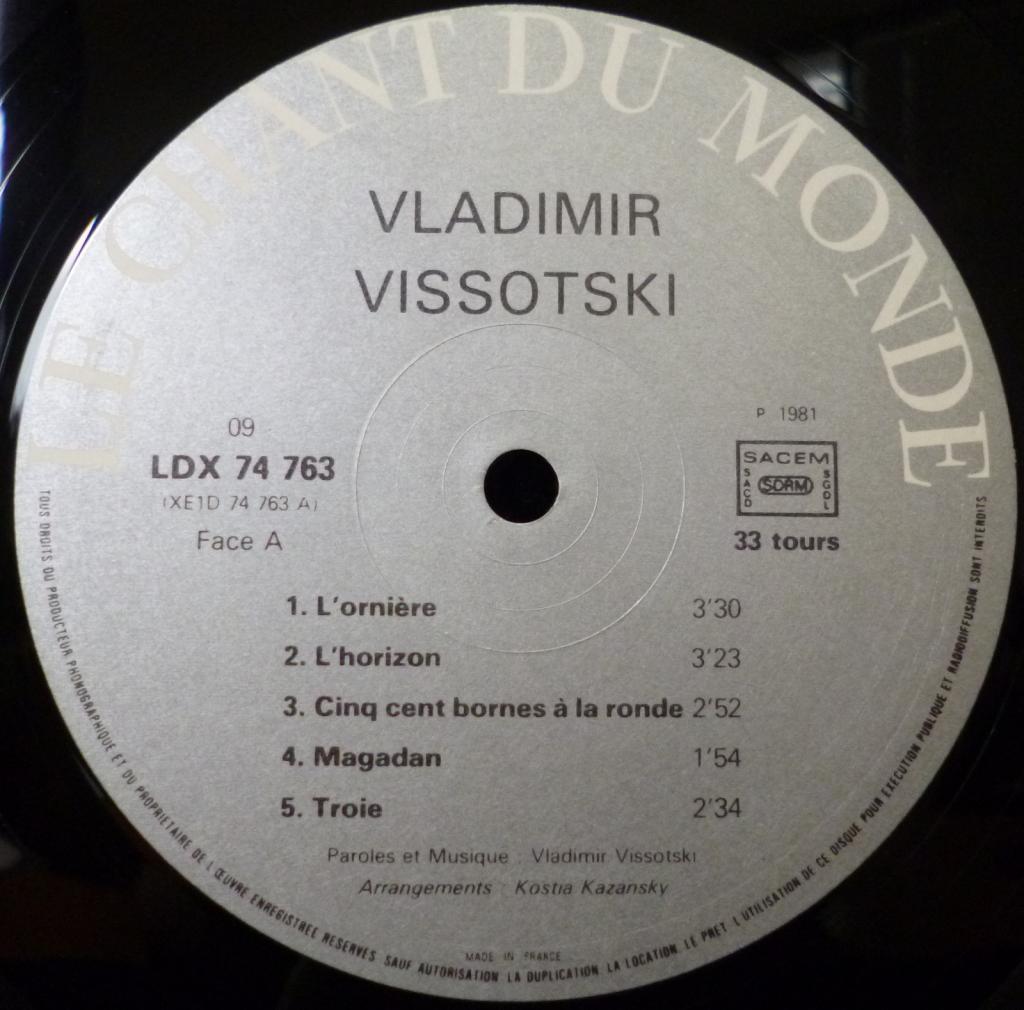 LE CHANT DU MONDE
VLADIMIR
VISSOTSKI
09
LDX 74 763
(XE1D 74 763 A)
Face A
P 1981
SACEM
SACD SDRM SGDL
33 tours
1. L'ornière 3'30
2. L'horizon 3'23
3. Cinq cent bornes à la ronde 2'52
4. Magadan 1'54
5. Troie 2'34
Paroles et Musique : Vladimir Vissotski
Arrangements : Kostia Kazansky
MADE IN FRANCE
TOUS DROITS DU PRODUCTEUR PHONOGRAPHIQUE ET DU PROPRIETAIRE DE L'ŒUVRE ENREGISTREE RESERVES SAUF AUTORISATION LA DUPLICATION LA LOCATION LE PRET L'UTILISATION DE CE DISQUE POUR EXECUTION PUBLIQUE ET RADIODIFFUSION SONT INTERDITS